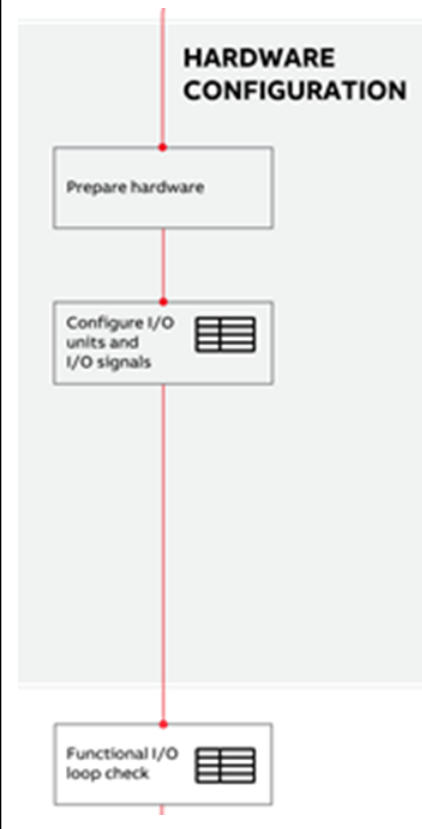 HARDWARE
CONFIGURATION
Prepare hardware
Configure I/O
units and
I/O signals
Functional I/O
loop check